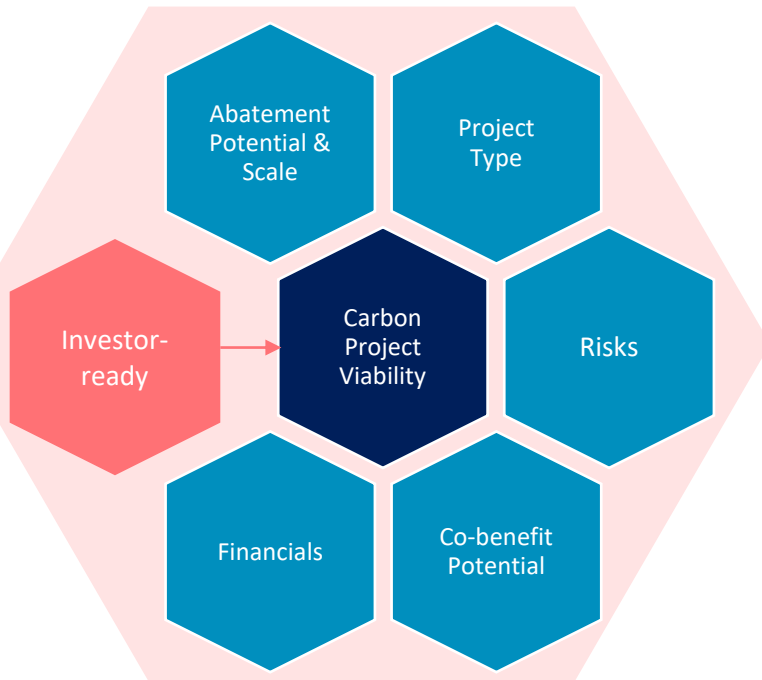 Abatement
Potential &
Scale
Project
Type
Investor-
ready
Carbon
Project
Viability
Risks
Financials
Co-benefit
Potential